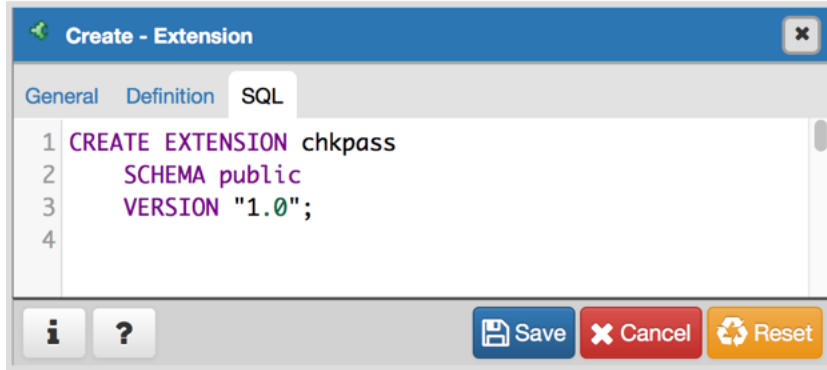 Create - Extension
General Definition SQL
1 CREATE EXTENSION chkpass
2 SCHEMA public
3 VERSION "1.0";
4
i ? Save Cancel Reset